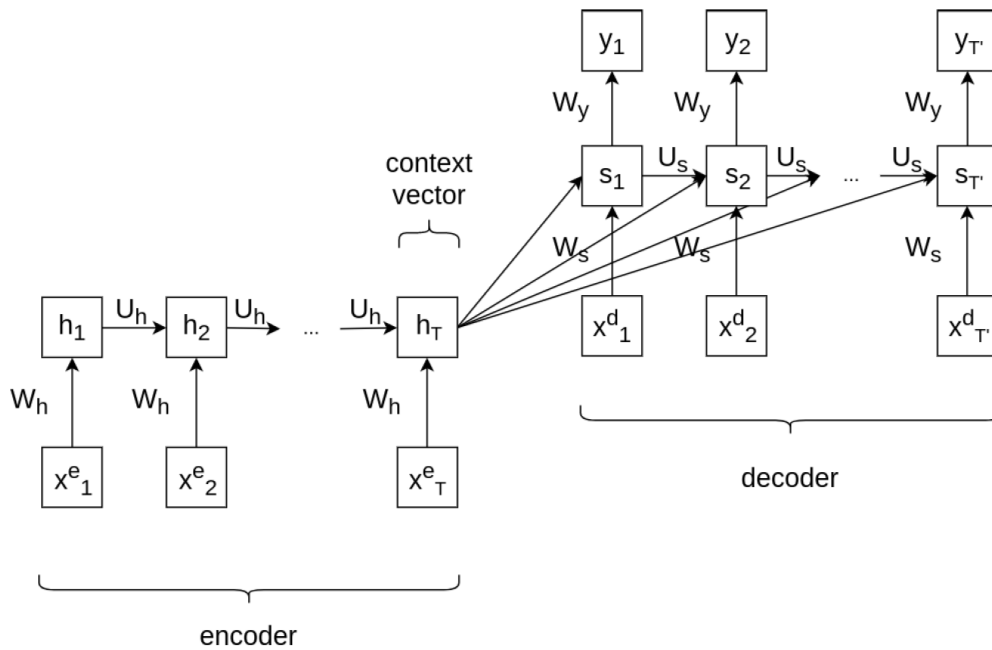 y1 y2 yT'
Wy Wy Wy
context
vector
s1 Us s2 Us ... Us sT'
Ws Ws Ws
h1 Uh h2 Uh ... Uh hT
xd1 xd2 xdT'
Wh Wh Wh
xe1 xe2 xeT
decoder
encoder